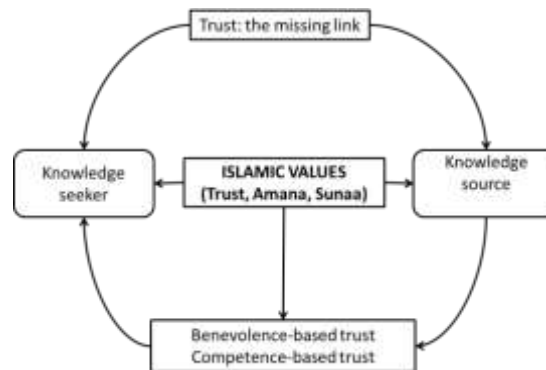 Trust: the missing link
Knowledge
seeker
ISLAMIC VALUES
(Trust, Amana, Sunaa)
Knowledge
source
Benevolence-based trust
Competence-based trust